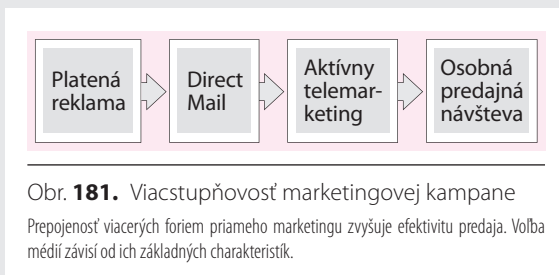 Platená
reklama
Direct
Mail
Aktívny
telemar-
keting
Osobná
predajná
návšteva
Obr. 181. Viacstupňovosť marketingovej kampane
Prepojenosť viacerých foriem priameho marketingu zvyšuje efektivitu predaja. Voľba
médií závisí od ich základných charakteristík.